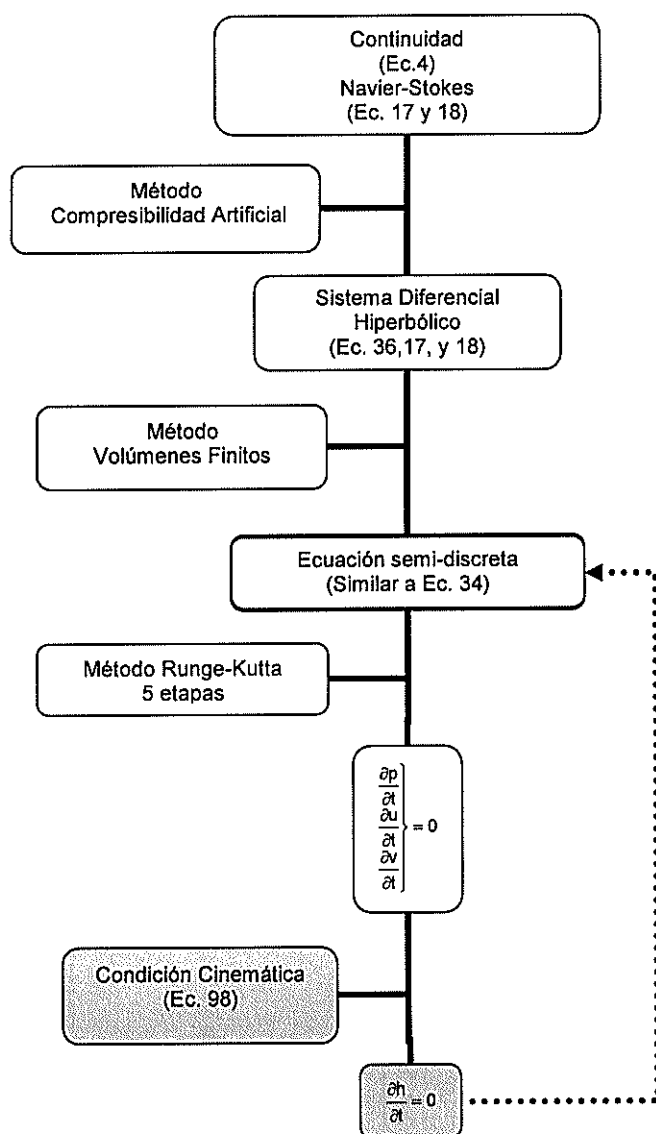 Continuidad
(Ec.4)
Navier-Stokes
(Ec. 17 y 18)
Método
Compresibilidad Artificial
Sistema Diferencial
Hiperbólico
(Ec. 36,17, y 18)
Método
Volúmenes Finitos
Ecuación semi-discreta
(Similar a Ec. 34)
Método Runge-Kutta
5 etapas
∂p/∂t
∂u/∂t } = 0
∂v/∂t
Condición Cinemática
(Ec. 98)
∂h/∂t = 0